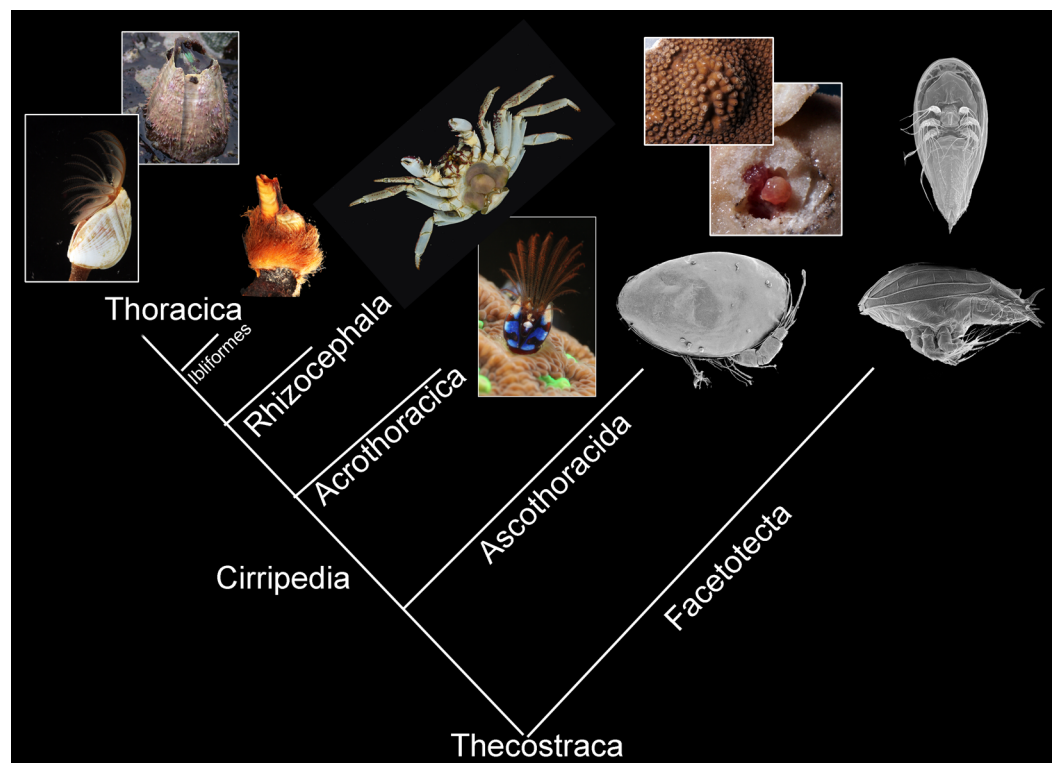 Thoracica
Ibliformes
Rhizocephala
Acrothoracica
Ascothoracida
Facetotecta
Cirripedia
Thecostraca